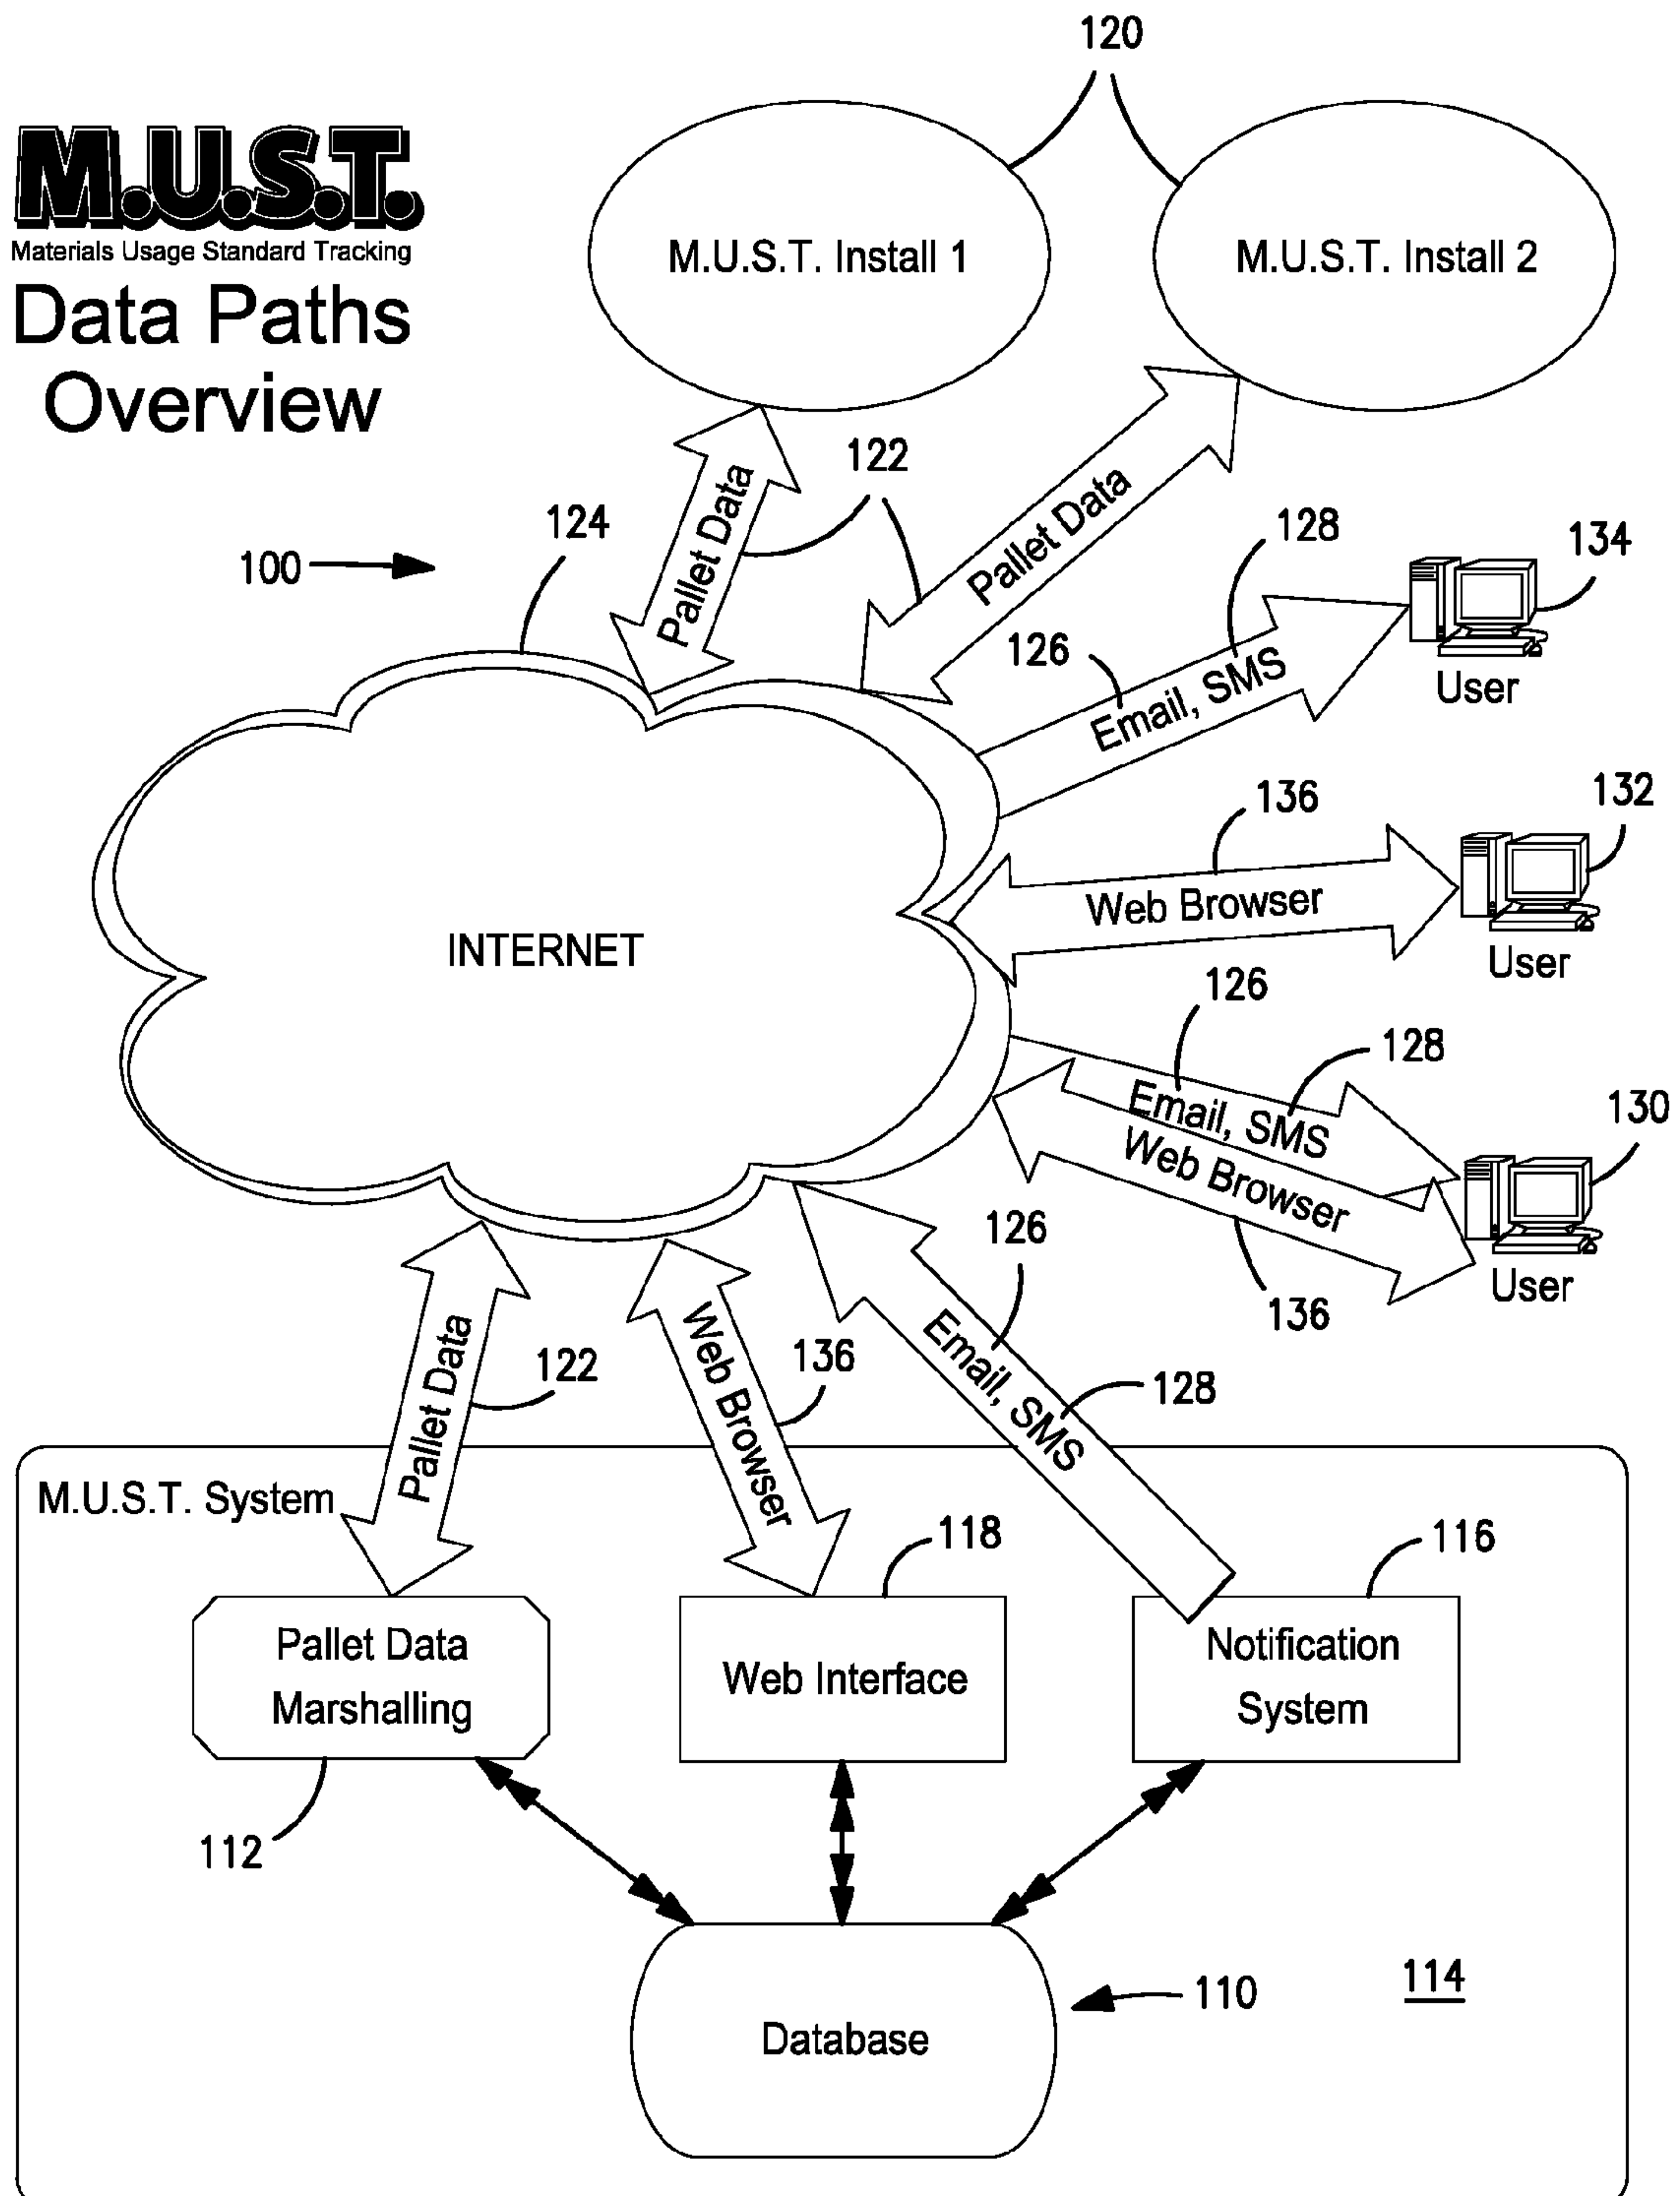 120
M.U.S.T.
Materials Usage Standard Tracking
Data Paths
Overview
M.U.S.T. Install 1
M.U.S.T. Install 2
122
Pallet Data
Pallet Data
124
100
128
134
126
Email, SMS
User
136
132
Web Browser
User
INTERNET
126
128
Email, SMS
130
Web Browser
User
136
126
Pallet Data
122
Web Browser
136
Email, SMS
128
M.U.S.T. System
118
116
Pallet Data
Marshalling
Web Interface
Notification
System
112
110
114
Database